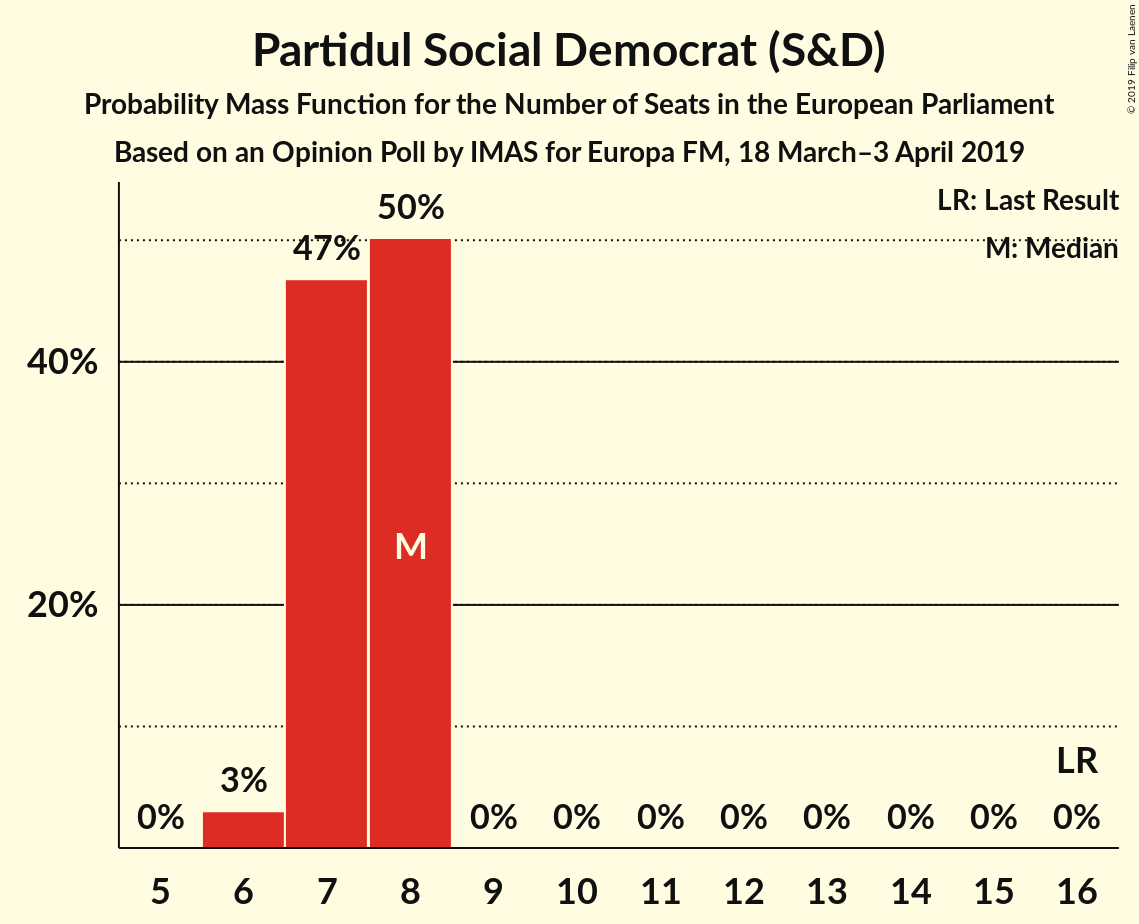 Partidul Social Democrat (S&D)
Probability Mass Function for the Number of Seats in the European Parliament
Based on an Opinion Poll by IMAS for Europa FM, 18 March–3 April 2019
© 2019 Filip van Laenen
LR: Last Result
M: Median
50%
47%
40%
M
20%
LR
3%
0% 0% 0% 0% 0% 0% 0% 0% 0%
5 6 7 8 9 10 11 12 13 14 15 16